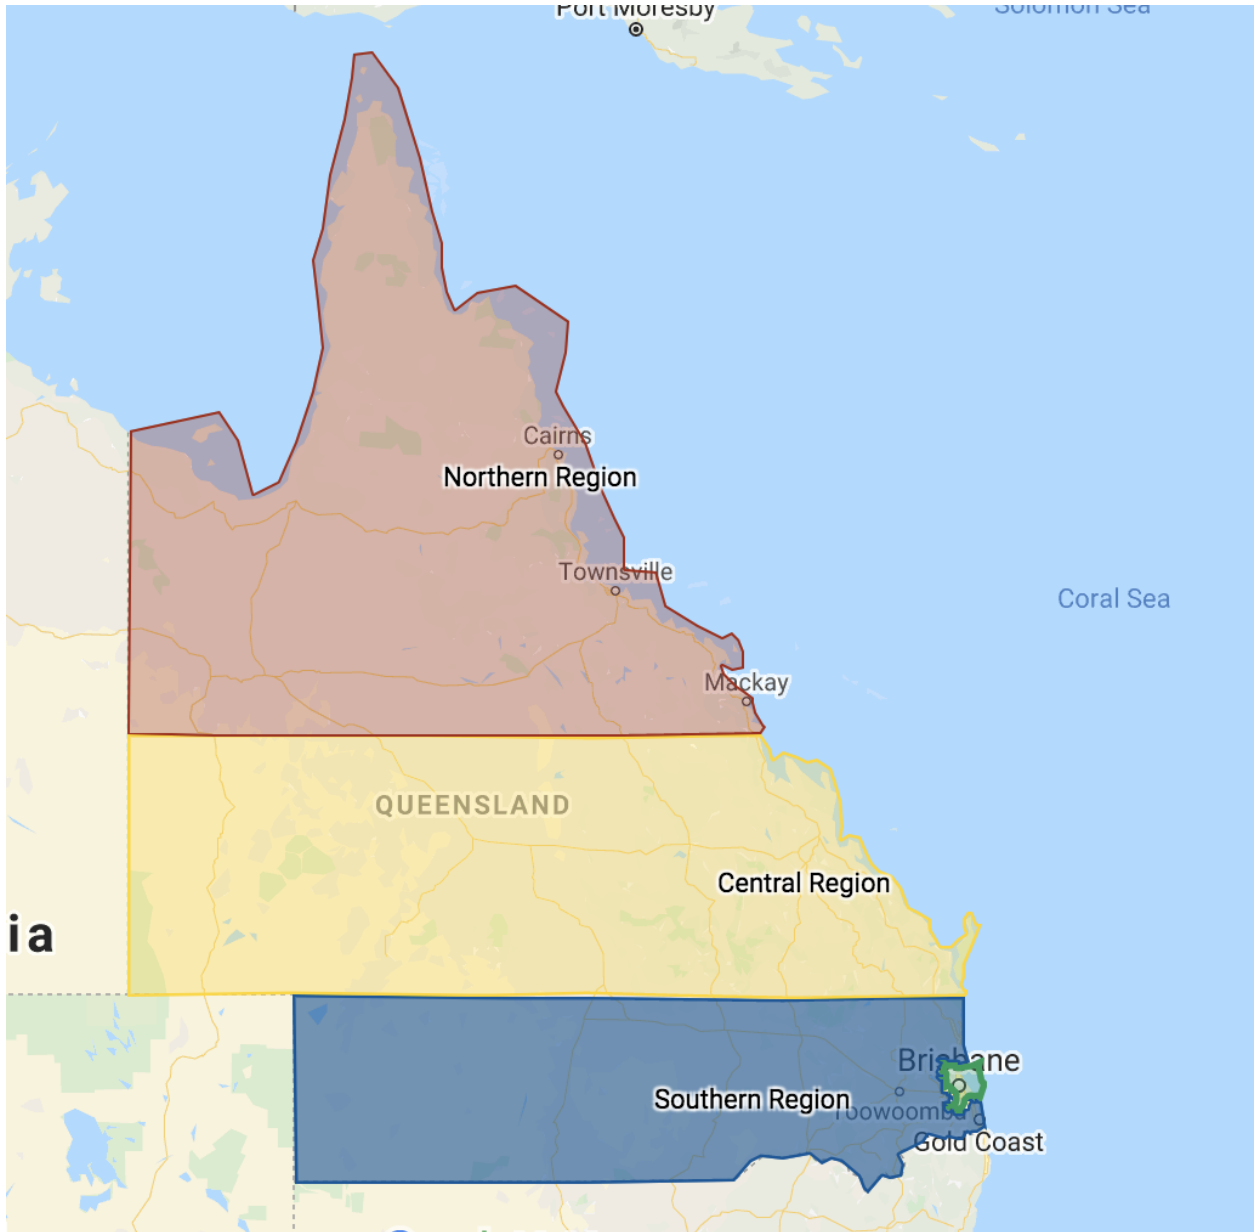 Port Moresby
Solomon Sea
Cairns
Northern Region
Townsville
Coral Sea
Mackay
QUEENSLAND
Central Region
ia
Brisbane
Southern Region
Toowoomba
Gold Coast